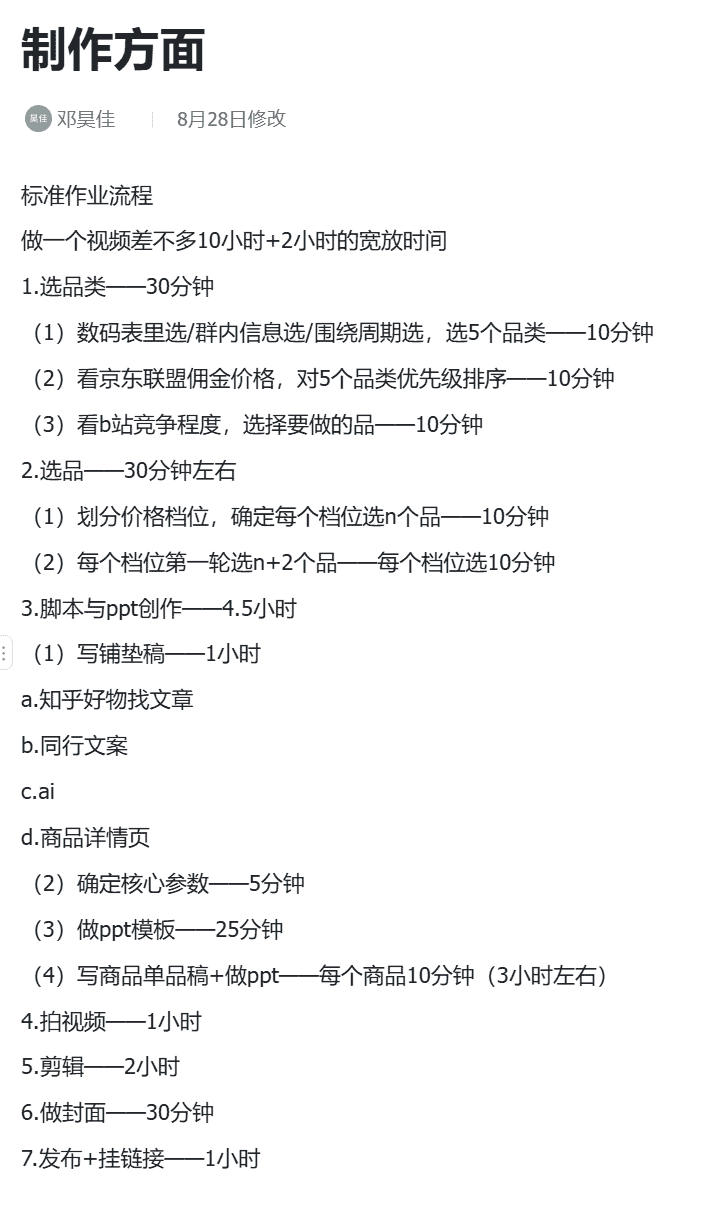 制作方面
昊佳 邓昊佳 8月28日修改
标准作业流程
做一个视频差不多10小时+2小时的宽放时间
1.选品类——30分钟
（1）数码表里选/群内信息选/围绕周期选，选5个品类——10分钟
（2）看京东联盟佣金价格，对5个品类优先级排序——10分钟
（3）看b站竞争程度，选择要做的品——10分钟
2.选品——30分钟左右
（1）划分价格档位，确定每个档位选n个品——10分钟
（2）每个档位第一轮选n+2个品——每个档位选10分钟
3.脚本与ppt创作——4.5小时
（1）写铺垫稿——1小时
a.知乎好物找文章
b.同行文案
c.ai
d.商品详情页
（2）确定核心参数——5分钟
（3）做ppt模板——25分钟
（4）写商品单品稿+做ppt——每个商品10分钟（3小时左右）
4.拍视频——1小时
5.剪辑——2小时
6.做封面——30分钟
7.发布+挂链接——1小时